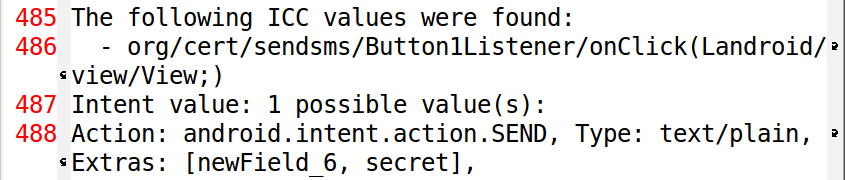 485 The following ICC values were found:
486   - org/cert/sendsms/Button1Listener/onClick(Landroid/
view/View;)
487 Intent value: 1 possible value(s):
488 Action: android.intent.action.SEND, Type: text/plain,
Extras: [newField_6, secret],